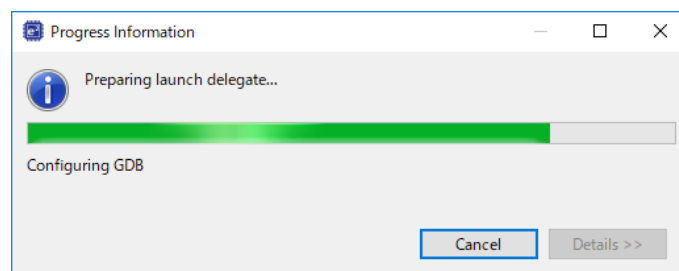 Progress Information
Preparing launch delegate...
Configuring GDB
Cancel
Details >>